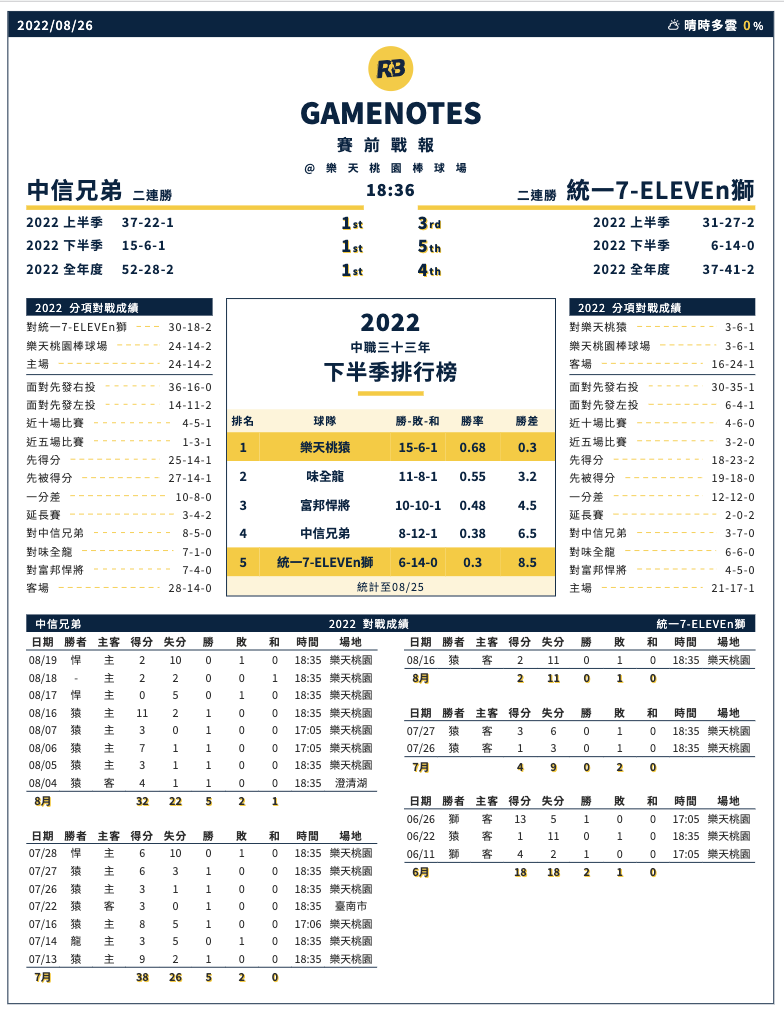 2022/08/26 晴時多雲 0 %
RB
GAMENOTES
賽前戰報
@ 樂天桃園棒球場
中信兄弟 二連勝 18:36 二連勝 統一7-ELEVEn獅
2022 上半季 37-22-1 1st 3rd 2022 上半季 31-27-2
2022 下半季 15-6-1 1st 5th 2022 下半季 6-14-0
2022 全年度 52-28-2 1st 4th 2022 全年度 37-41-2
2022 分項對戰成績
對統一7-ELEVEn獅 30-18-2
樂天桃園棒球場 24-14-2
主場 24-14-2
面對先發右投 36-16-0
面對先發左投 14-11-2
近十場比賽 4-5-1
近五場比賽 1-3-1
先得分 25-14-1
先被得分 27-14-1
一分差 10-8-0
延長賽 3-4-2
對中信兄弟 8-5-0
對味全龍 7-1-0
對富邦悍將 7-4-0
客場 28-14-0
2022
中職三十三年
下半季排行榜
排名 球隊 勝-敗-和 勝率 勝差
1 樂天桃猿 15-6-1 0.68 0.3
2 味全龍 11-8-1 0.55 3.2
3 富邦悍將 10-10-1 0.48 4.5
4 中信兄弟 8-12-1 0.38 6.5
5 統一7-ELEVEn獅 6-14-0 0.3 8.5
統計至08/25
2022 分項對戰成績
對樂天桃猿 3-6-1
樂天桃園棒球場 3-6-1
客場 16-24-1
面對先發右投 30-35-1
面對先發左投 6-4-1
近十場比賽 4-6-0
近五場比賽 3-2-0
先得分 18-23-2
先被得分 19-18-0
一分差 12-12-0
延長賽 2-0-2
對中信兄弟 3-7-0
對味全龍 6-6-0
對富邦悍將 4-5-0
主場 21-17-1
中信兄弟 2022 對戰成績 統一7-ELEVEn獅
日期 勝者 主客 得分 失分 勝 敗 和 時間 場地
08/19 悍 主 2 10 0 1 0 18:35 樂天桃園
08/18 - 主 2 2 0 0 1 18:35 樂天桃園
08/17 悍 主 0 5 0 1 0 18:35 樂天桃園
08/16 猿 主 11 2 1 0 0 18:35 樂天桃園
08/07 猿 主 3 0 1 0 0 17:05 樂天桃園
08/06 猿 主 7 1 1 0 0 17:05 樂天桃園
08/05 猿 主 3 1 1 0 0 18:35 樂天桃園
08/04 猿 客 4 1 1 0 0 18:35 澄清湖
8月 32 22 5 2 1
日期 勝者 主客 得分 失分 勝 敗 和 時間 場地
07/28 悍 主 6 10 0 1 0 18:35 樂天桃園
07/27 猿 主 6 3 1 0 0 18:35 樂天桃園
07/26 猿 主 3 1 1 0 0 18:35 樂天桃園
07/22 猿 客 3 0 1 0 0 18:35 臺南市
07/16 猿 主 8 5 1 0 0 17:06 樂天桃園
07/14 龍 主 3 5 0 1 0 18:35 樂天桃園
07/13 猿 主 9 2 1 0 0 18:35 樂天桃園
7月 38 26 5 2 0
日期 勝者 主客 得分 失分 勝 敗 和 時間 場地
08/16 猿 客 2 11 0 1 0 18:35 樂天桃園
8月 2 11 0 1 0
日期 勝者 主客 得分 失分 勝 敗 和 時間 場地
07/27 猿 客 3 6 0 1 0 18:35 樂天桃園
07/26 猿 客 1 3 0 1 0 18:35 樂天桃園
7月 4 9 0 2 0
日期 勝者 主客 得分 失分 勝 敗 和 時間 場地
06/26 獅 客 13 5 1 0 0 17:05 樂天桃園
06/22 猿 客 1 11 0 1 0 18:35 樂天桃園
06/11 獅 客 4 2 1 0 0 17:05 樂天桃園
6月 18 18 2 1 0